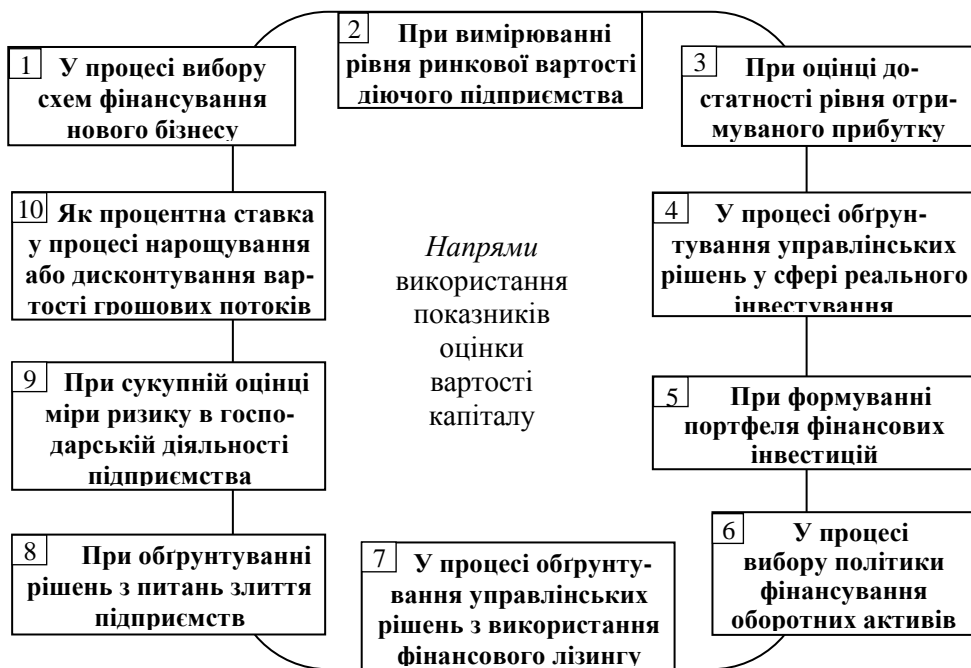 1 У процесі вибору
схем фінансування
нового бізнесу
2 При вимірюванні
рівня ринкової вартості
діючого підприємства
3 При оцінці до-
статності рівня отри-
муваного прибутку
10 Як процентна ставка
у процесі нарощування
або дисконтування вар-
тості грошових потоків
Напрями
використання
показників
оцінки
вартості
капіталу
4 У процесі обґрун-
тування управлінських
рішень у сфері реального
інвестування
9 При сукупній оцінці
міри ризику в госпо-
дарській діяльності
підприємства
5 При формуванні
портфеля фінансових
інвестицій
8 При обґрунтуванні
рішень з питань злиття
підприємств
7 У процесі обґрунту-
вання управлінських
рішень з використання
фінансового лізингу
6 У процесі
вибору політики
фінансування
оборотних активів